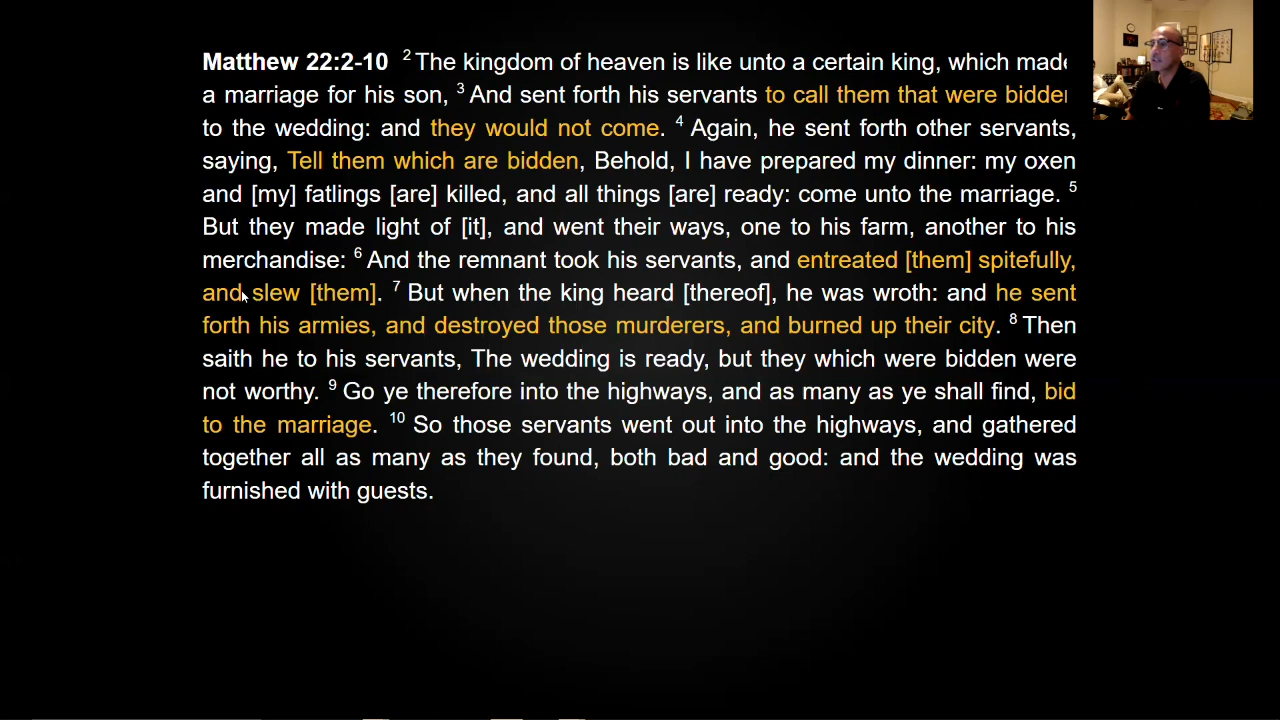 Matthew 22:2-10 2 The kingdom of heaven is like unto a certain king, which made
a marriage for his son, 3 And sent forth his servants to call them that were bidden
to the wedding: and they would not come. 4 Again, he sent forth other servants,
saying, Tell them which are bidden, Behold, I have prepared my dinner: my oxen
and [my] fatlings [are] killed, and all things [are] ready: come unto the marriage. 5
But they made light of [it], and went their ways, one to his farm, another to his
merchandise: 6 And the remnant took his servants, and entreated [them] spitefully,
and slew [them]. 7 But when the king heard [thereof], he was wroth: and he sent
forth his armies, and destroyed those murderers, and burned up their city. 8 Then
saith he to his servants, The wedding is ready, but they which were bidden were
not worthy. 9 Go ye therefore into the highways, and as many as ye shall find, bid
to the marriage. 10 So those servants went out into the highways, and gathered
together all as many as they found, both bad and good: and the wedding was
furnished with guests.